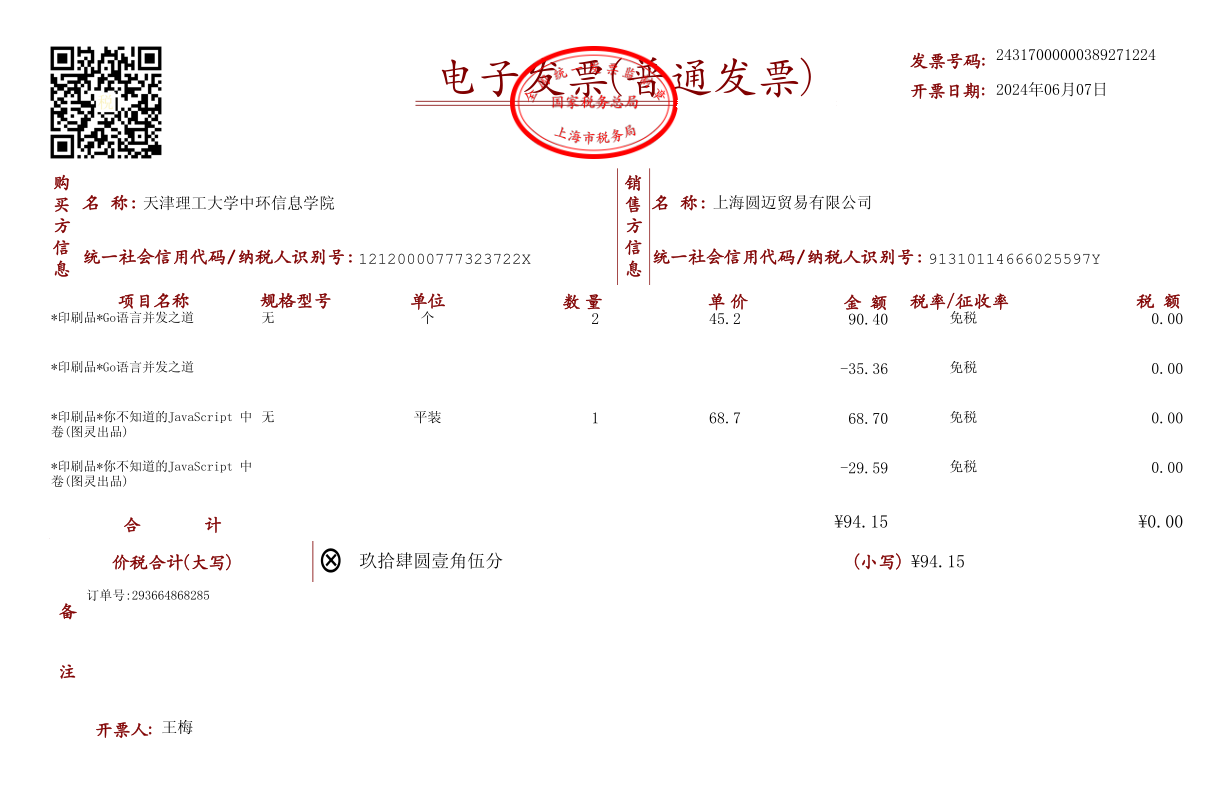 电子发票(普通发票)
全国统一发票监制章
国家税务总局
上海市税务局
发票号码: 24317000000389271224
开票日期: 2024年06月07日
购买方信息
名 称: 天津理工大学中环信息学院
统一社会信用代码/纳税人识别号: 12120000777323722X
销售方信息
名 称: 上海圆迈贸易有限公司
统一社会信用代码/纳税人识别号: 91310114666025597Y
项目名称 规格型号 单位 数量 单价 金额 税率/征收率 税额
*印刷品*Go语言并发之道 无 个 2 45.2 90.40 免税 0.00
*印刷品*Go语言并发之道 -35.36 免税 0.00
*印刷品*你不知道的JavaScript 中 无 平装 1 68.7 68.70 免税 0.00
卷(图灵出品)
*印刷品*你不知道的JavaScript 中 -29.59 免税 0.00
卷(图灵出品)
合 计 ¥94.15 ¥0.00
价税合计(大写) ⊗ 玖拾肆圆壹角伍分 (小写) ¥94.15
备注
订单号:293664868285
开票人: 王梅